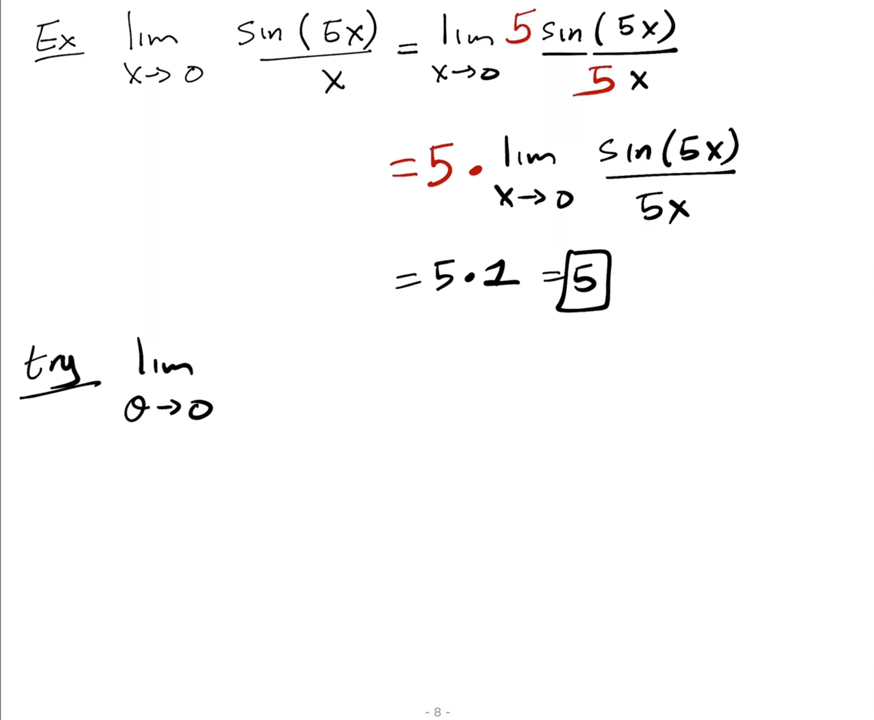 Ex lim x→0 sin(5x)/x = lim x→0 5 sin(5x)/5x
= 5 • lim x→0 sin(5x)/5x
= 5 • 1 = 5
try lim θ→0
- 8 -